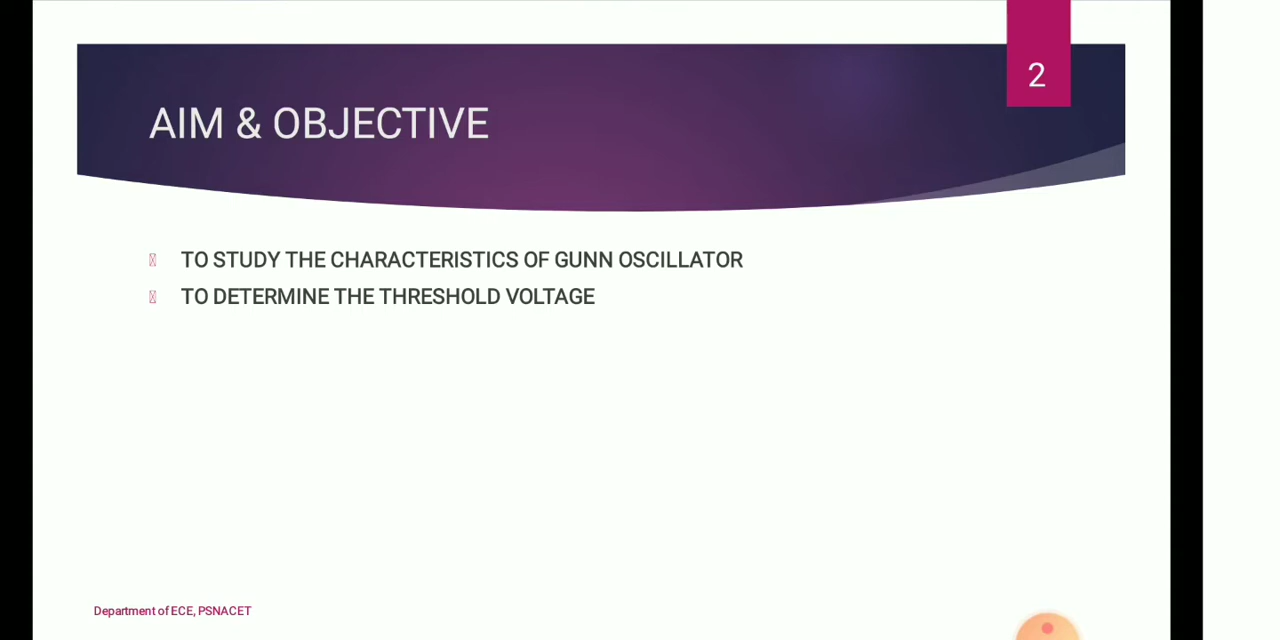 2
AIM & OBJECTIVE
TO STUDY THE CHARACTERISTICS OF GUNN OSCILLATOR
TO DETERMINE THE THRESHOLD VOLTAGE
Department of ECE, PSNACET